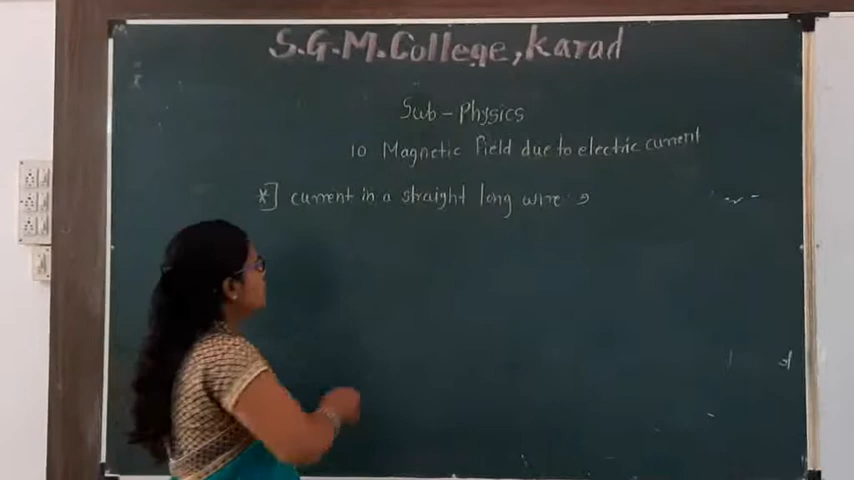 S.G.M.College,Karad
Sub-Physics
10 Magnetic field due to electric current
*] current in a straight long wire :